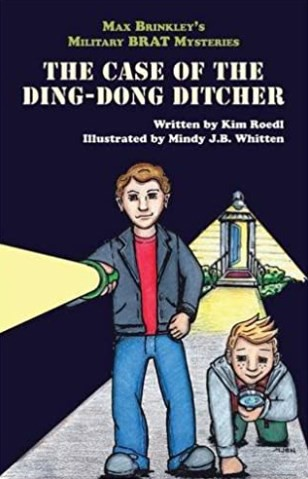 Max Brinkley's
Military BRAT Mysteries
THE CASE OF THE
DING-DONG DITCHER
Written by Kim Roedl
Illustrated by Mindy J.B. Whitten